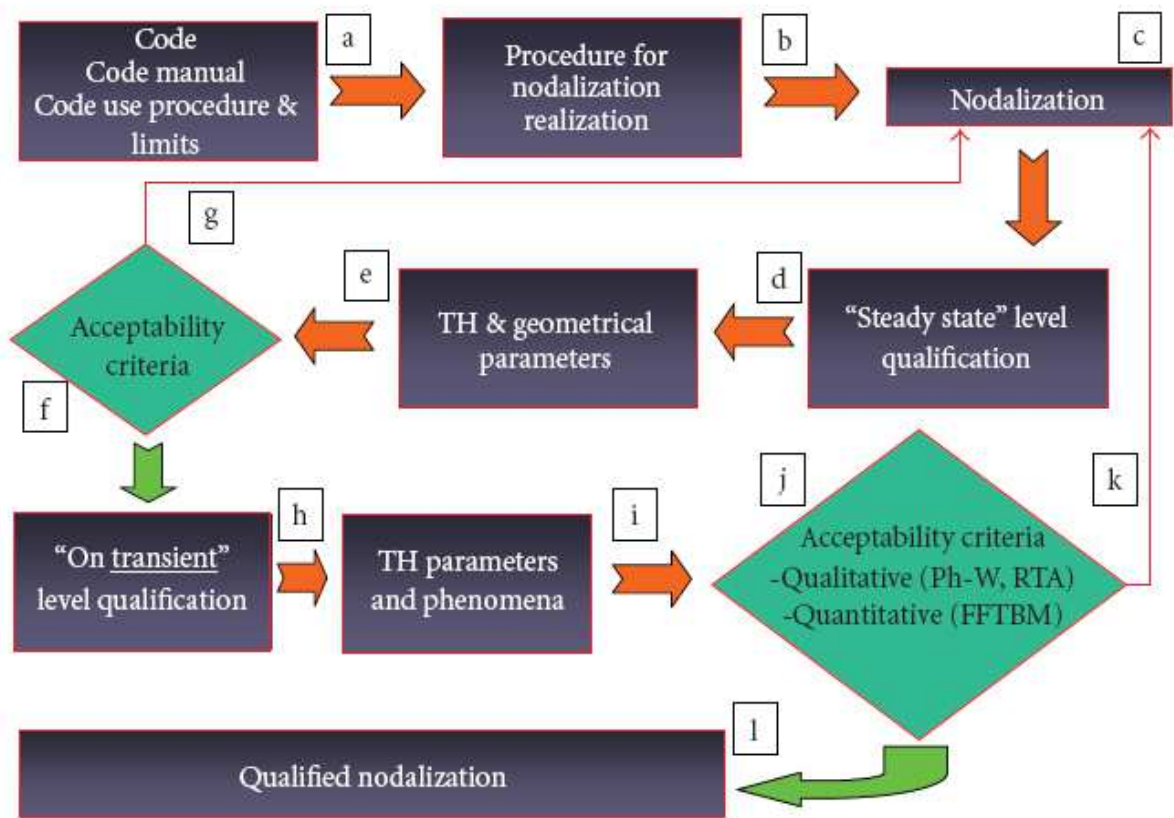 a
b
c
Code
Code manual
Code use procedure &
limits
Procedure for
nodalization
realization
Nodalization
g
e
d
Acceptability
criteria
TH & geometrical
parameters
"Steady state" level
qualification
f
h
i
j
k
"On transient"
level qualification
TH parameters
and phenomena
Acceptability criteria
-Qualitative (Ph-W, RTA)
-Quantitative (FFTBM)
l
Qualified nodalization